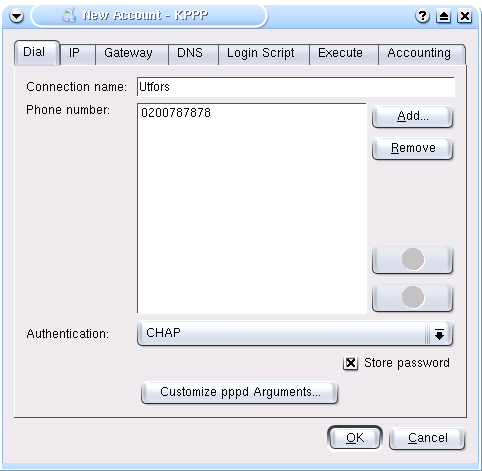 New Account - KPPP
Dial IP Gateway DNS Login Script Execute Accounting
Connection name: Utfors
Phone number: 0200787878
Add...
Remove
Authentication: CHAP
Store password
Customize pppd Arguments...
OK Cancel